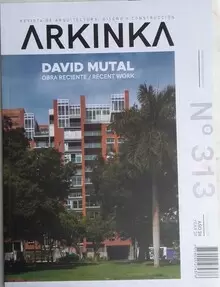 REVISTA DE ARQUITECTURA, DISEÑO Y CONSTRUCCIÓN
ARKINKA
DAVID MUTAL
OBRA RECIENTE / RECENT WORK
Nº 313